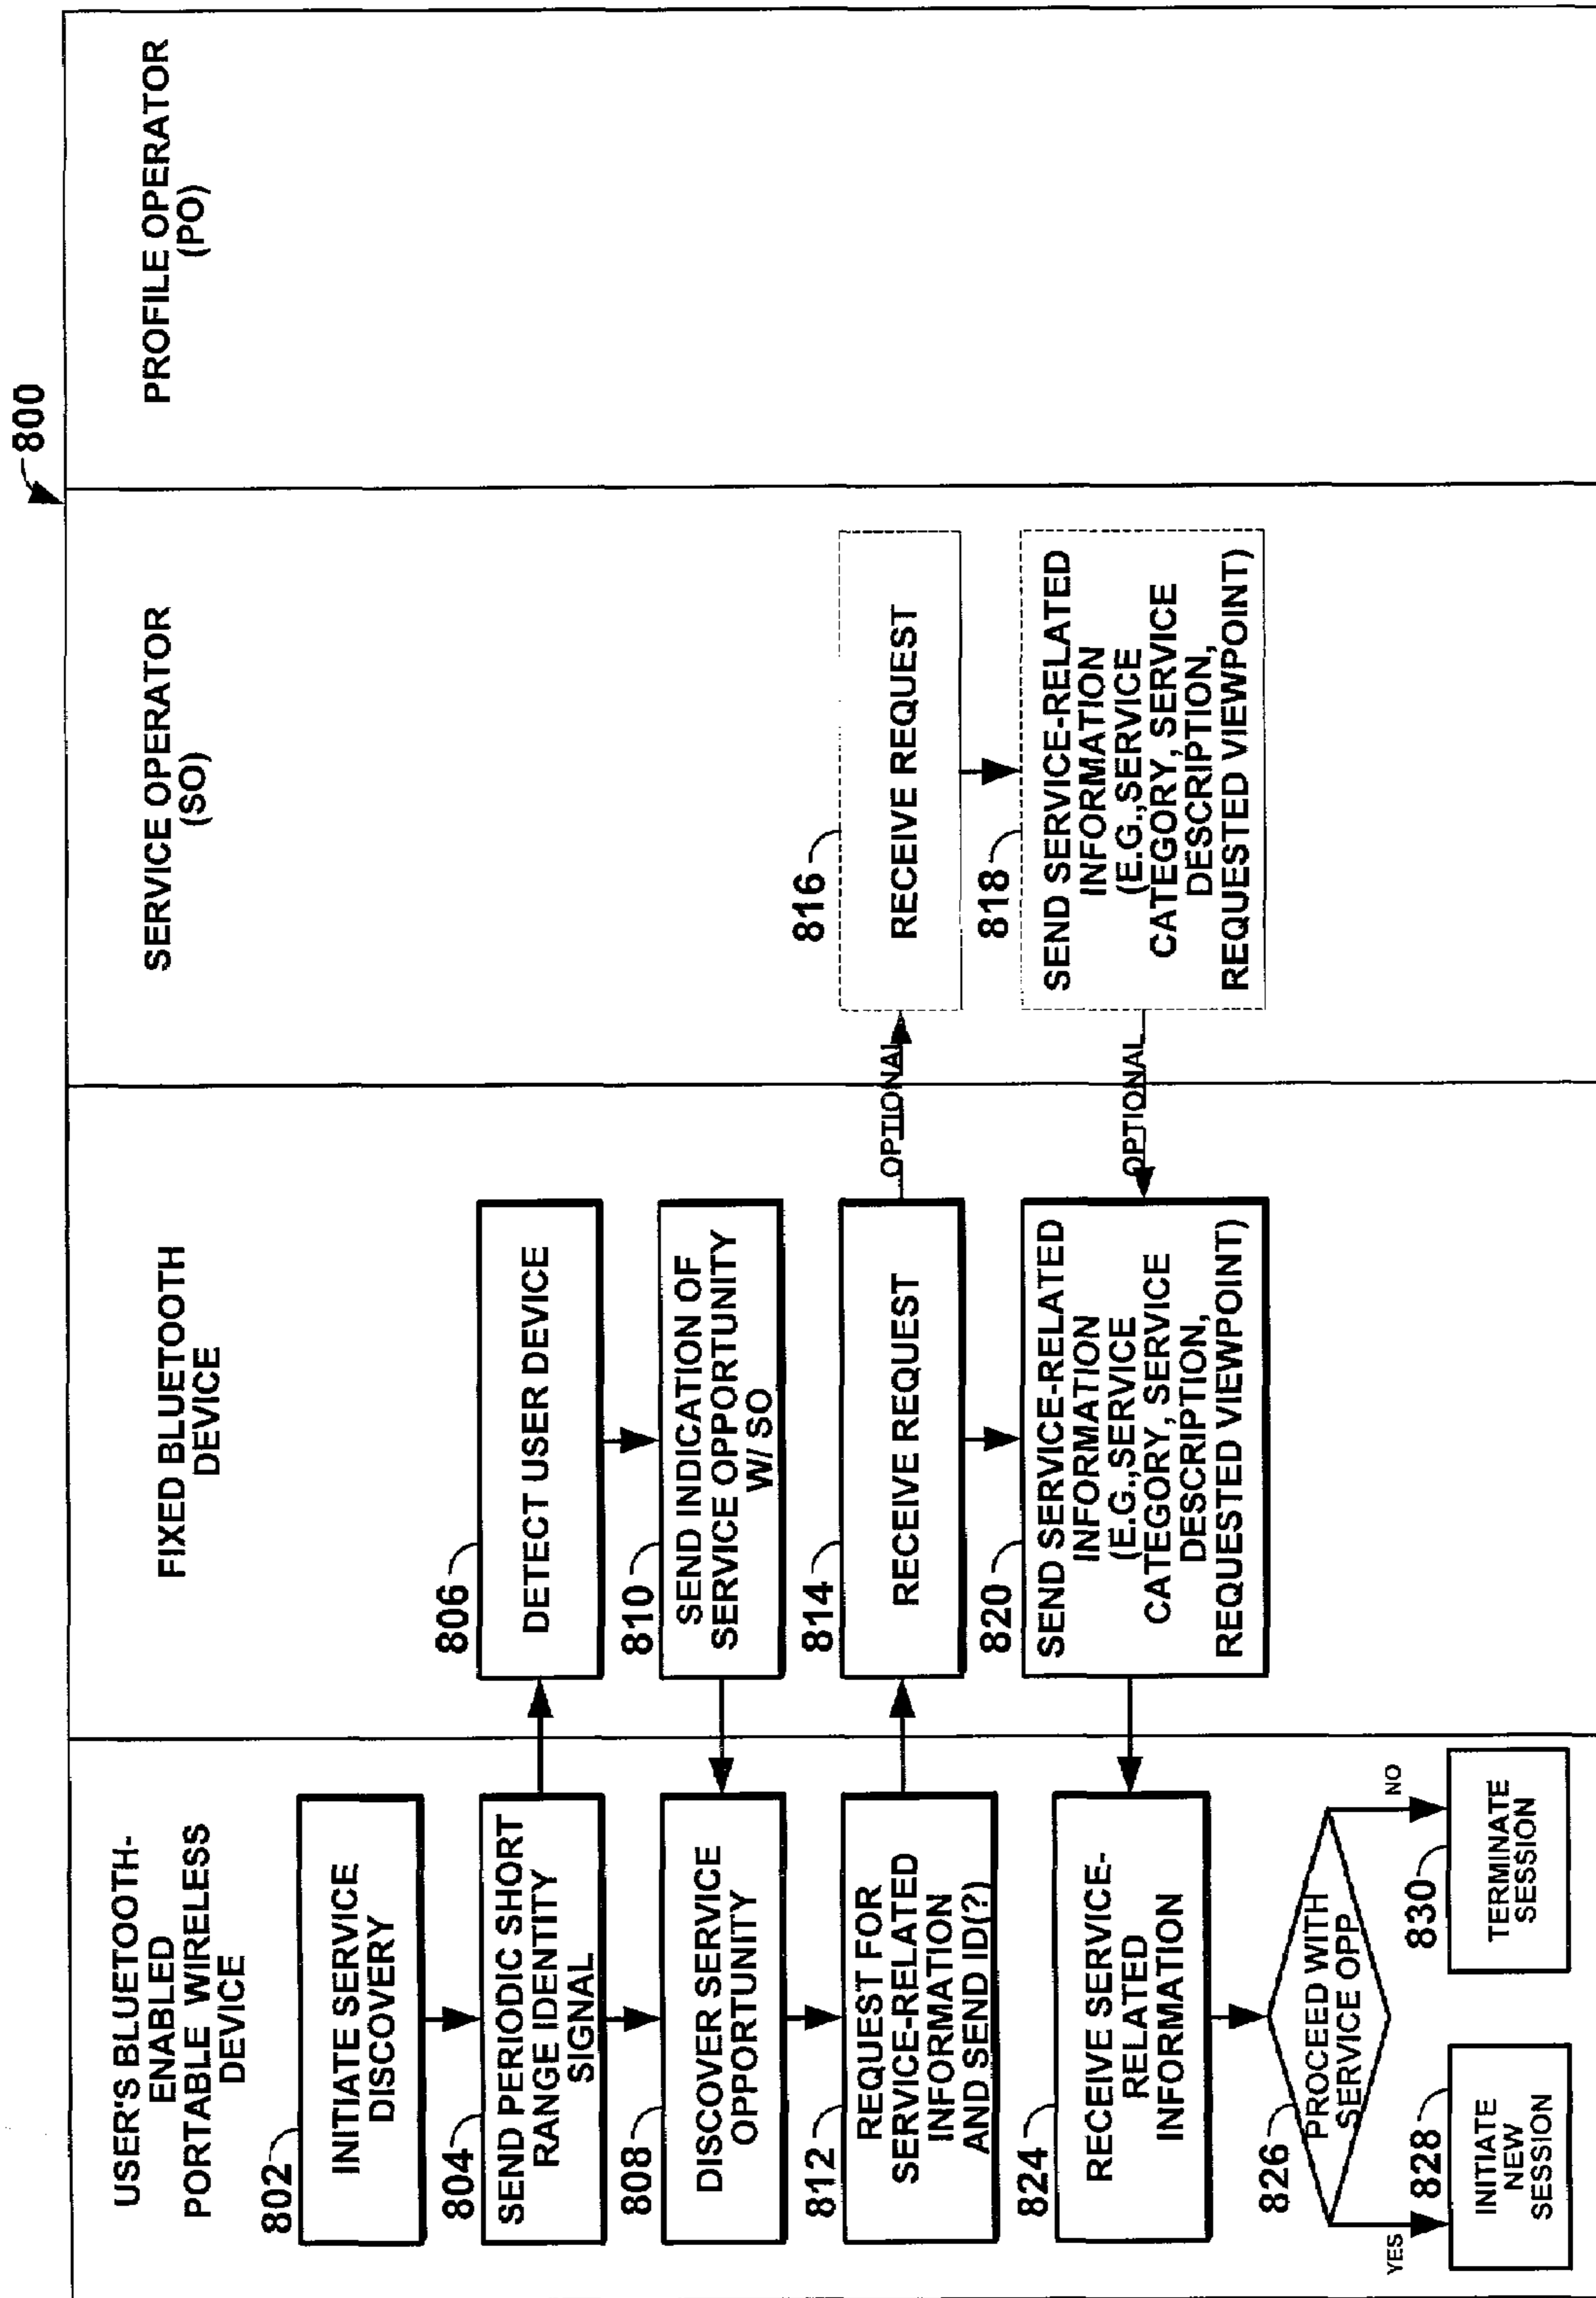 800
USER'S BLUETOOTH-
ENABLED
PORTABLE WIRELESS
DEVICE
FIXED BLUETOOTH
DEVICE
SERVICE OPERATOR
(SO)
PROFILE OPERATOR
(PO)
802
INITIATE SERVICE
DISCOVERY
804
SEND PERIODIC SHORT
RANGE IDENTITY
SIGNAL
806
DETECT USER DEVICE
808
DISCOVER SERVICE
OPPORTUNITY
810
SEND INDICATION OF
SERVICE OPPORTUNITY
W/ SO
812
REQUEST FOR
SERVICE-RELATED
INFORMATION
AND SEND ID(?)
814
RECEIVE REQUEST
OPTIONAL
816
RECEIVE REQUEST
818
SEND SERVICE-RELATED
INFORMATION
(E.G.,SERVICE
CATEGORY, SERVICE
DESCRIPTION,
REQUESTED VIEWPOINT)
OPTIONAL
820
SEND SERVICE-RELATED
INFORMATION
(E.G.,SERVICE
CATEGORY, SERVICE
DESCRIPTION,
REQUESTED VIEWPOINT)
824
RECEIVE SERVICE-
RELATED
INFORMATION
826
PROCEED WITH
SERVICE OPP
YES
NO
828
INITIATE
NEW
SESSION
830
TERMINATE
SESSION